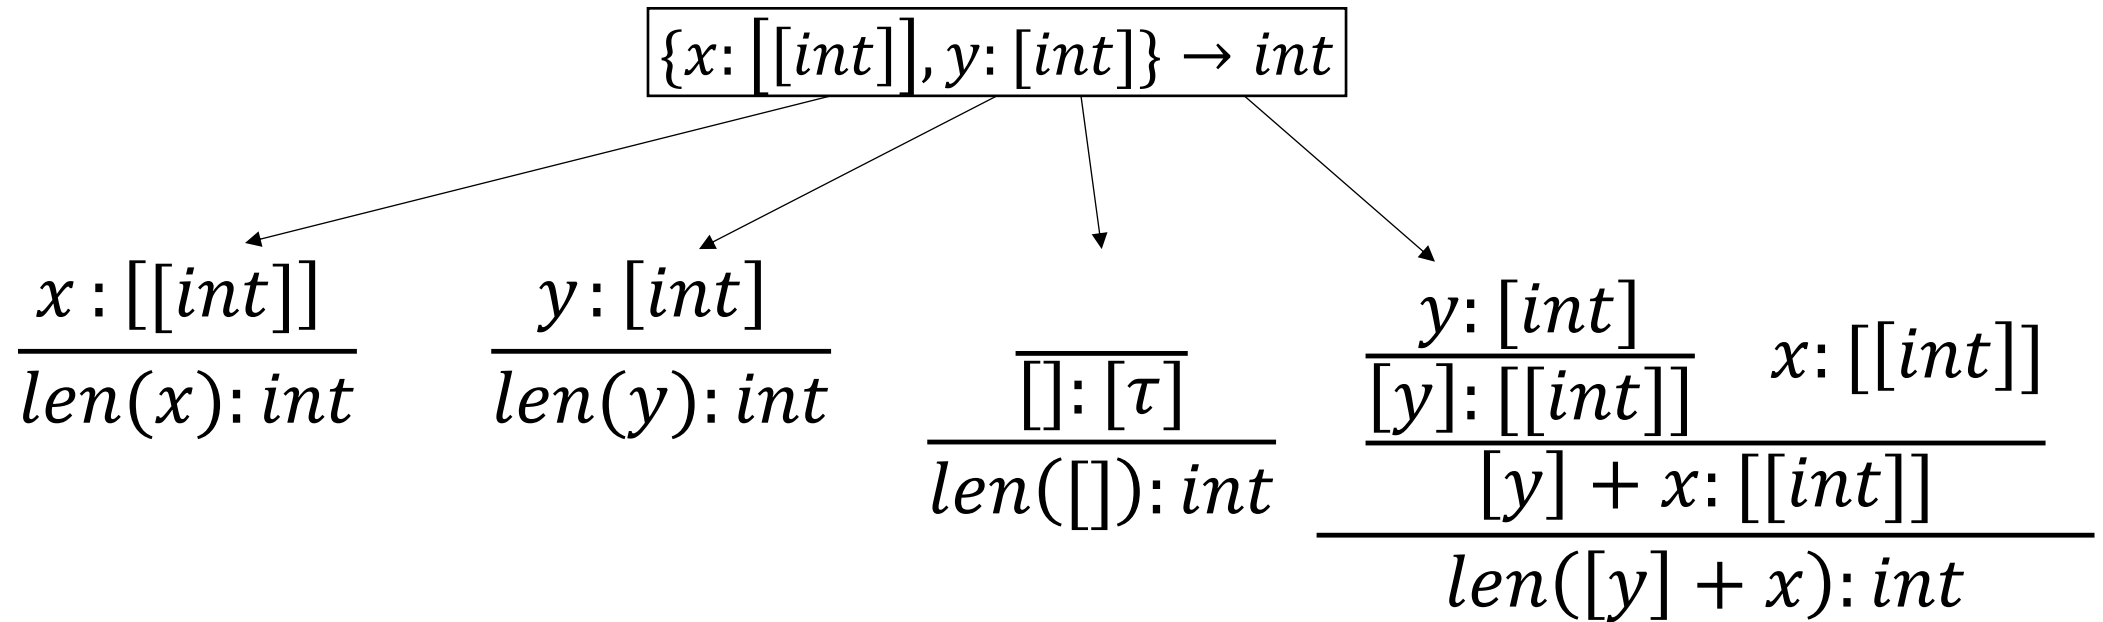 {x: [[int]], y: [int]} → int
x : [[int]]
len(x): int
y : [int]
len(y): int
[]: [τ]
len([]): int
y: [int]
x: [[int]]
[y]: [[int]]
[y] + x: [[int]]
len([y] + x): int